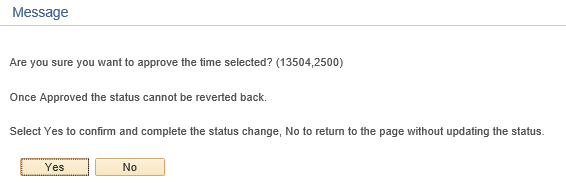 Message
Are you sure you want to approve the time selected? (13504,2500)
Once Approved the status cannot be reverted back.
Select Yes to confirm and complete the status change, No to return to the page without updating the status.
Yes No